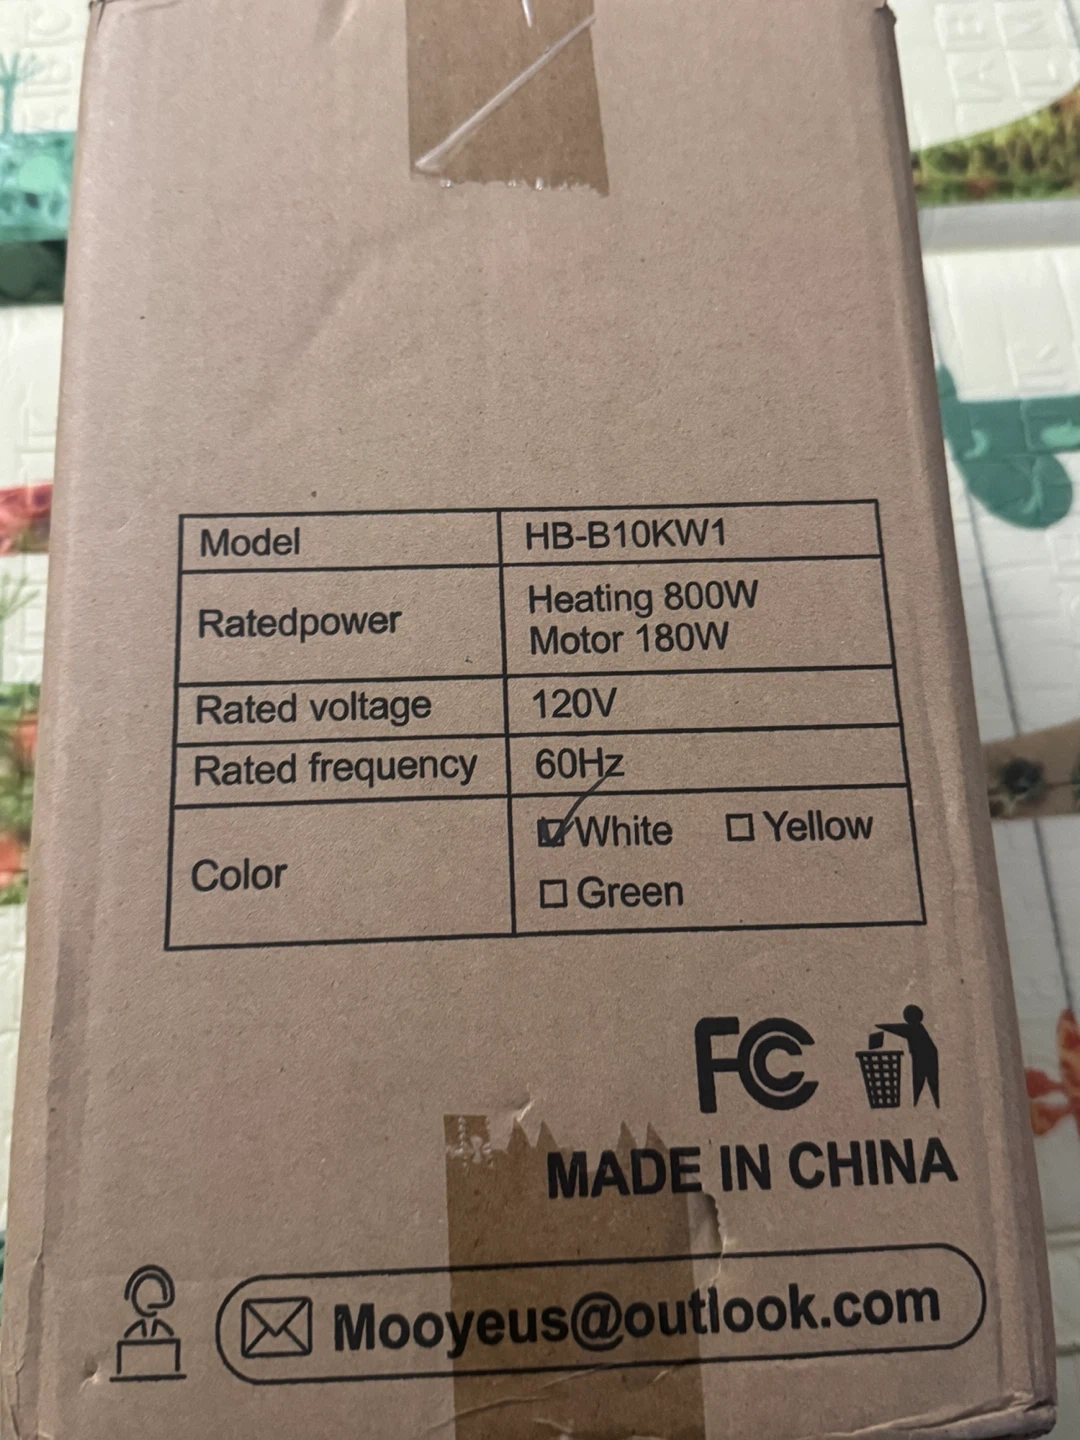 Model HB-B10KW1
Ratedpower Heating 800W
Motor 180W
Rated voltage 120V
Rated frequency 60Hz
Color ☑White ☐Yellow
☐Green
FC
MADE IN CHINA
Mooyeus@outlook.com